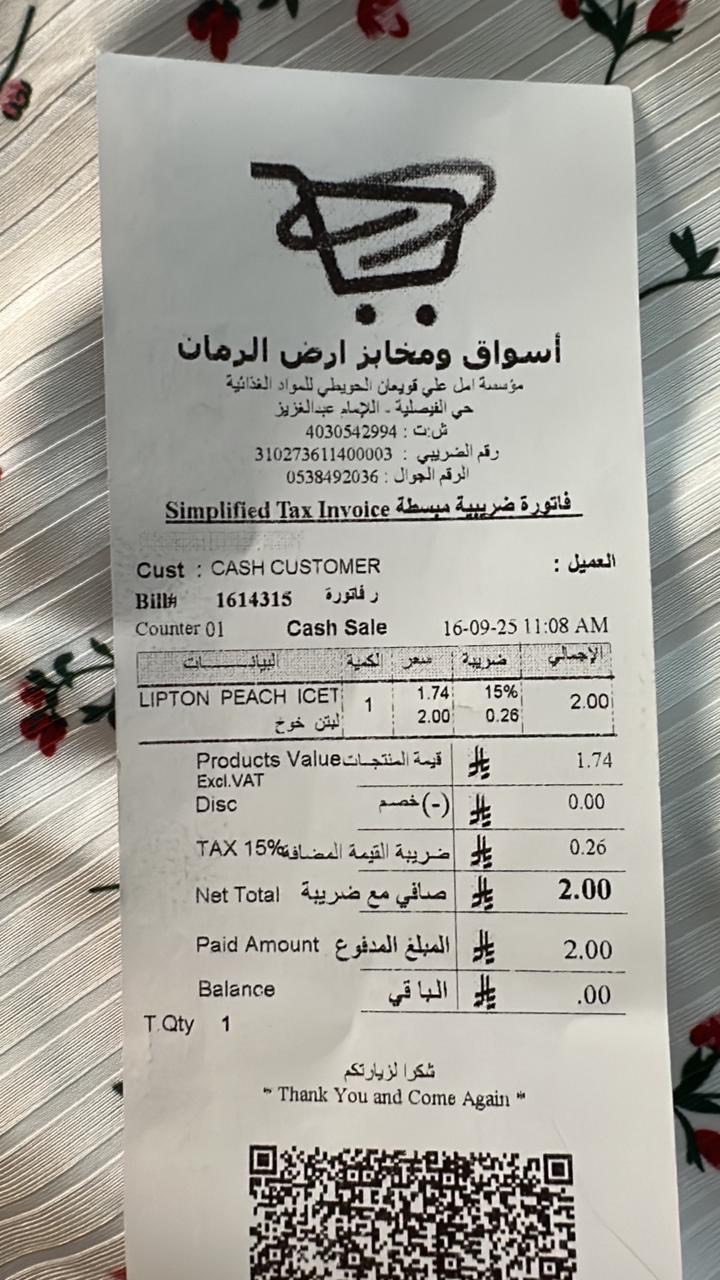 أسواق ومخابز ارض الرمان
مؤسسة امل علي قويعان الحويطي للمواد الغذائية
حي الفيصلية - الإمام عبدالعزيز
ش:ت : 4030542994
رقم الضريبي : 310273611400003
الرقم الجوال : 0538492036
Simplified Tax Invoice فاتورة ضريبية مبسطة
Cust : CASH CUSTOMER العميل :
Bill# 1614315 ر فاتورة
Counter 01 Cash Sale 16-09-25 11:08 AM
البيانـــــات الكمية سعر ضريبة الإجمالي
LIPTON PEACH ICET 1 1.74 15% 2.00
لبتن خوخ 2.00 0.26
Products Value قيمة المنتجات 1.74
Excl.VAT
Disc خصم (-) 0.00
TAX 15% ضريبة القيمة المضافة 0.26
Net Total صافي مع ضريبة 2.00
Paid Amount المبلغ المدفوع 2.00
Balance الباقي .00
T.Qty 1
شكرا لزيارتكم
" Thank You and Come Again "